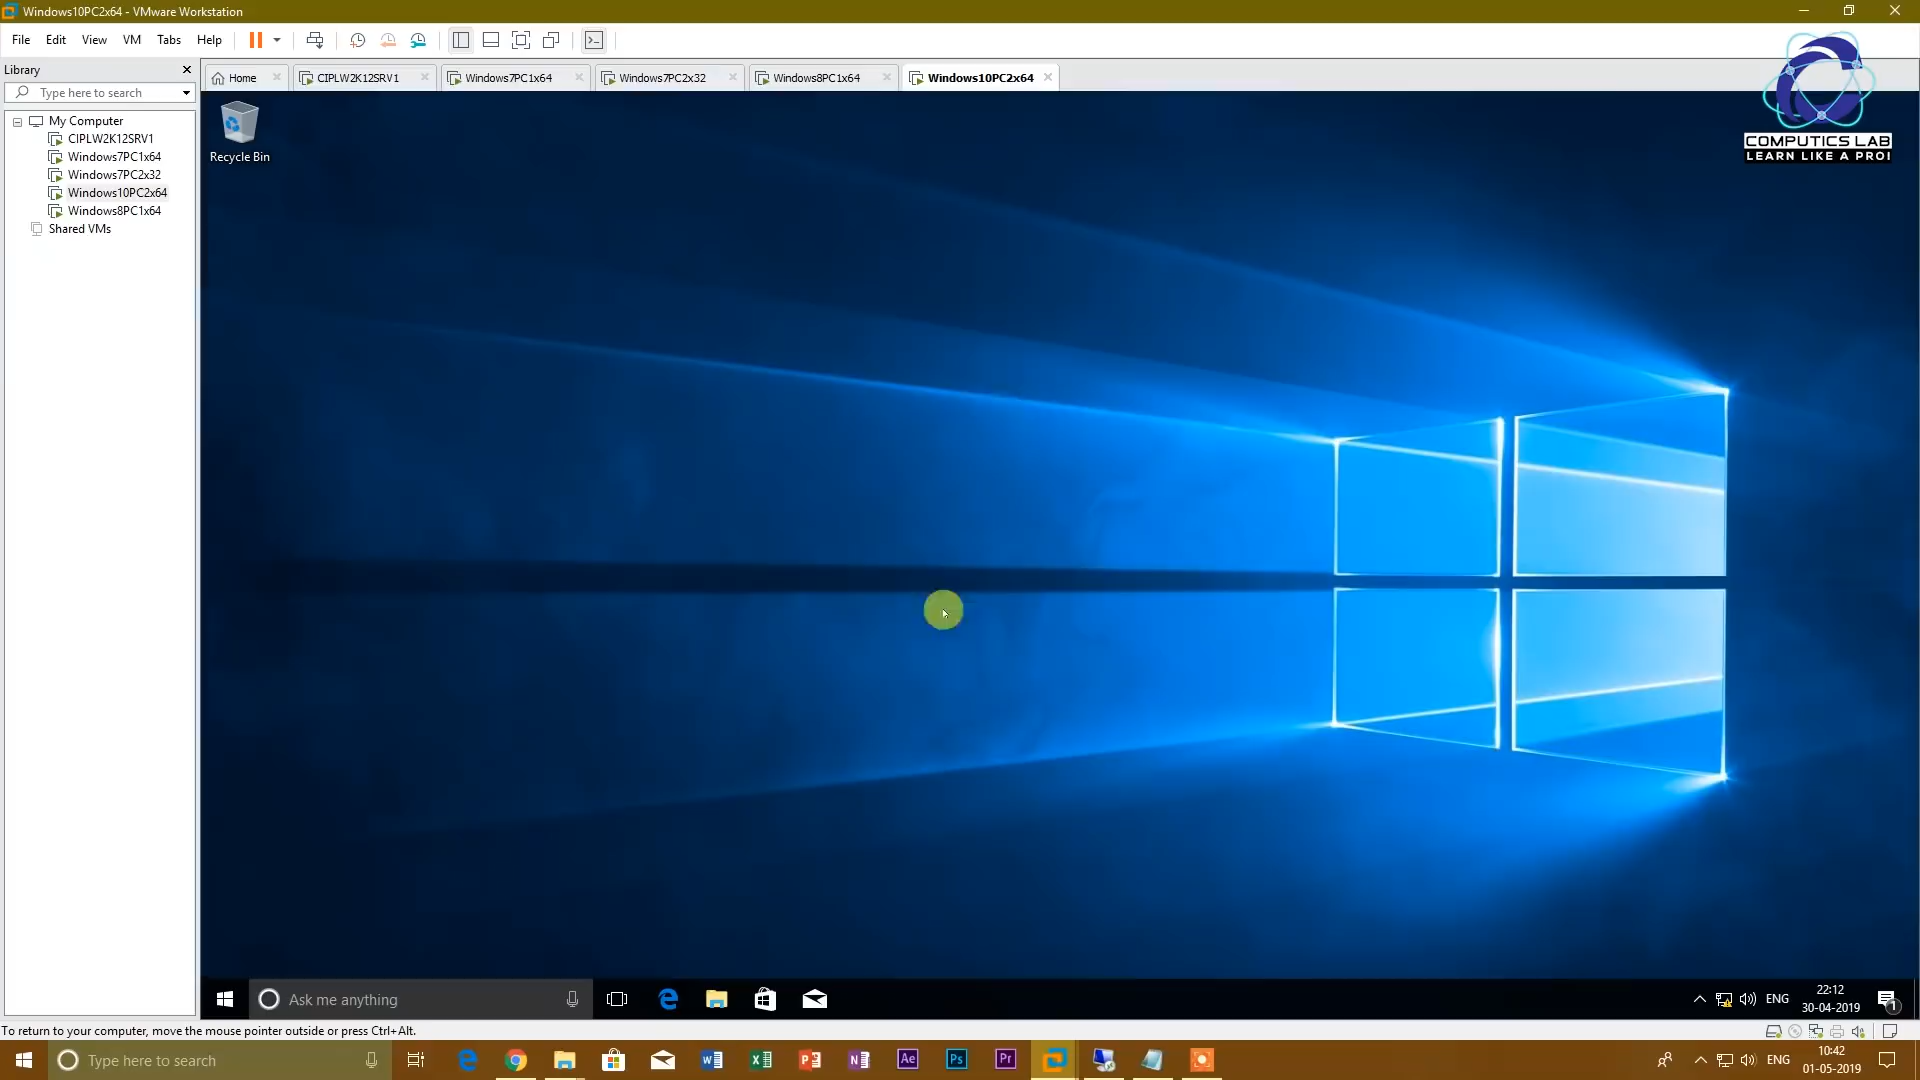 Windows10PC2x64 - VMware Workstation
File Edit View VM Tabs Help
Library
Type here to search
My Computer
CIPLW2K12SRV1
Windows7PC1x64
Windows7PC2x32
Windows10PC2x64
Windows8PC1x64
Shared VMs
Home CIPLW2K12SRV1 Windows7PC1x64 Windows7PC2x32 Windows8PC1x64 Windows10PC2x64
Recycle Bin
COMPUTICS LAB
LEARN LIKE A PRO!
Ask me anything
ENG
22:12
30-04-2019
1
To return to your computer, move the mouse pointer outside or press Ctrl+Alt.
Type here to search
W
X
P
N
Ae
Ps
Pr
ENG
10:42
01-05-2019